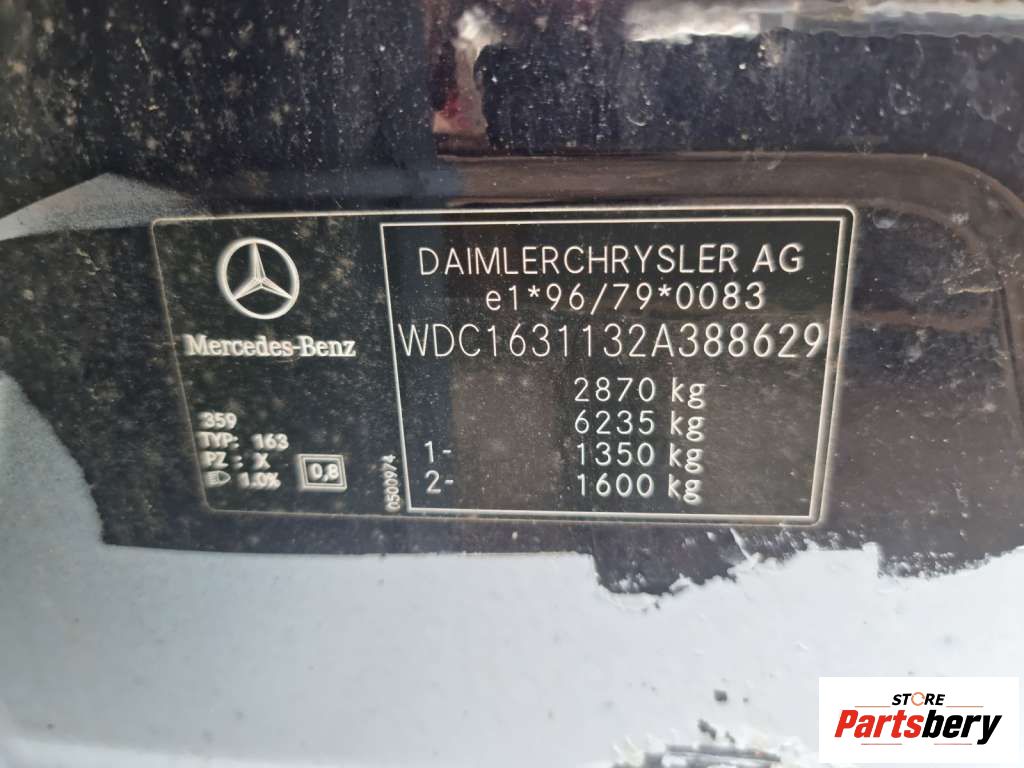 Mercedes-Benz
359
TYP: 163
PZ: X
1.0%
0,8
0500974
DAIMLERCHRYSLER AG
e1*96/79*0083
WDC1631132A388629
2870 kg
6235 kg
1- 1350 kg
2- 1600 kg
STORE
Partsbery